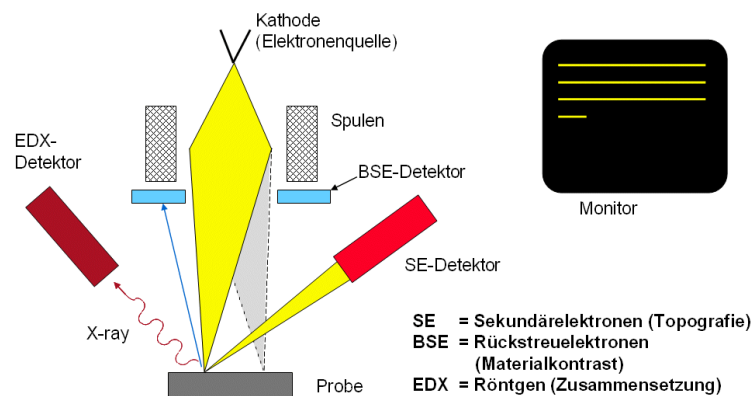 Kathode
(Elektronenquelle)
Spulen
EDX-
Detektor
BSE-Detektor
Monitor
SE-Detektor
X-ray
Probe
SE = Sekundärelektronen (Topografie)
BSE = Rückstreuelektronen
(Materialkontrast)
EDX = Röntgen (Zusammensetzung)